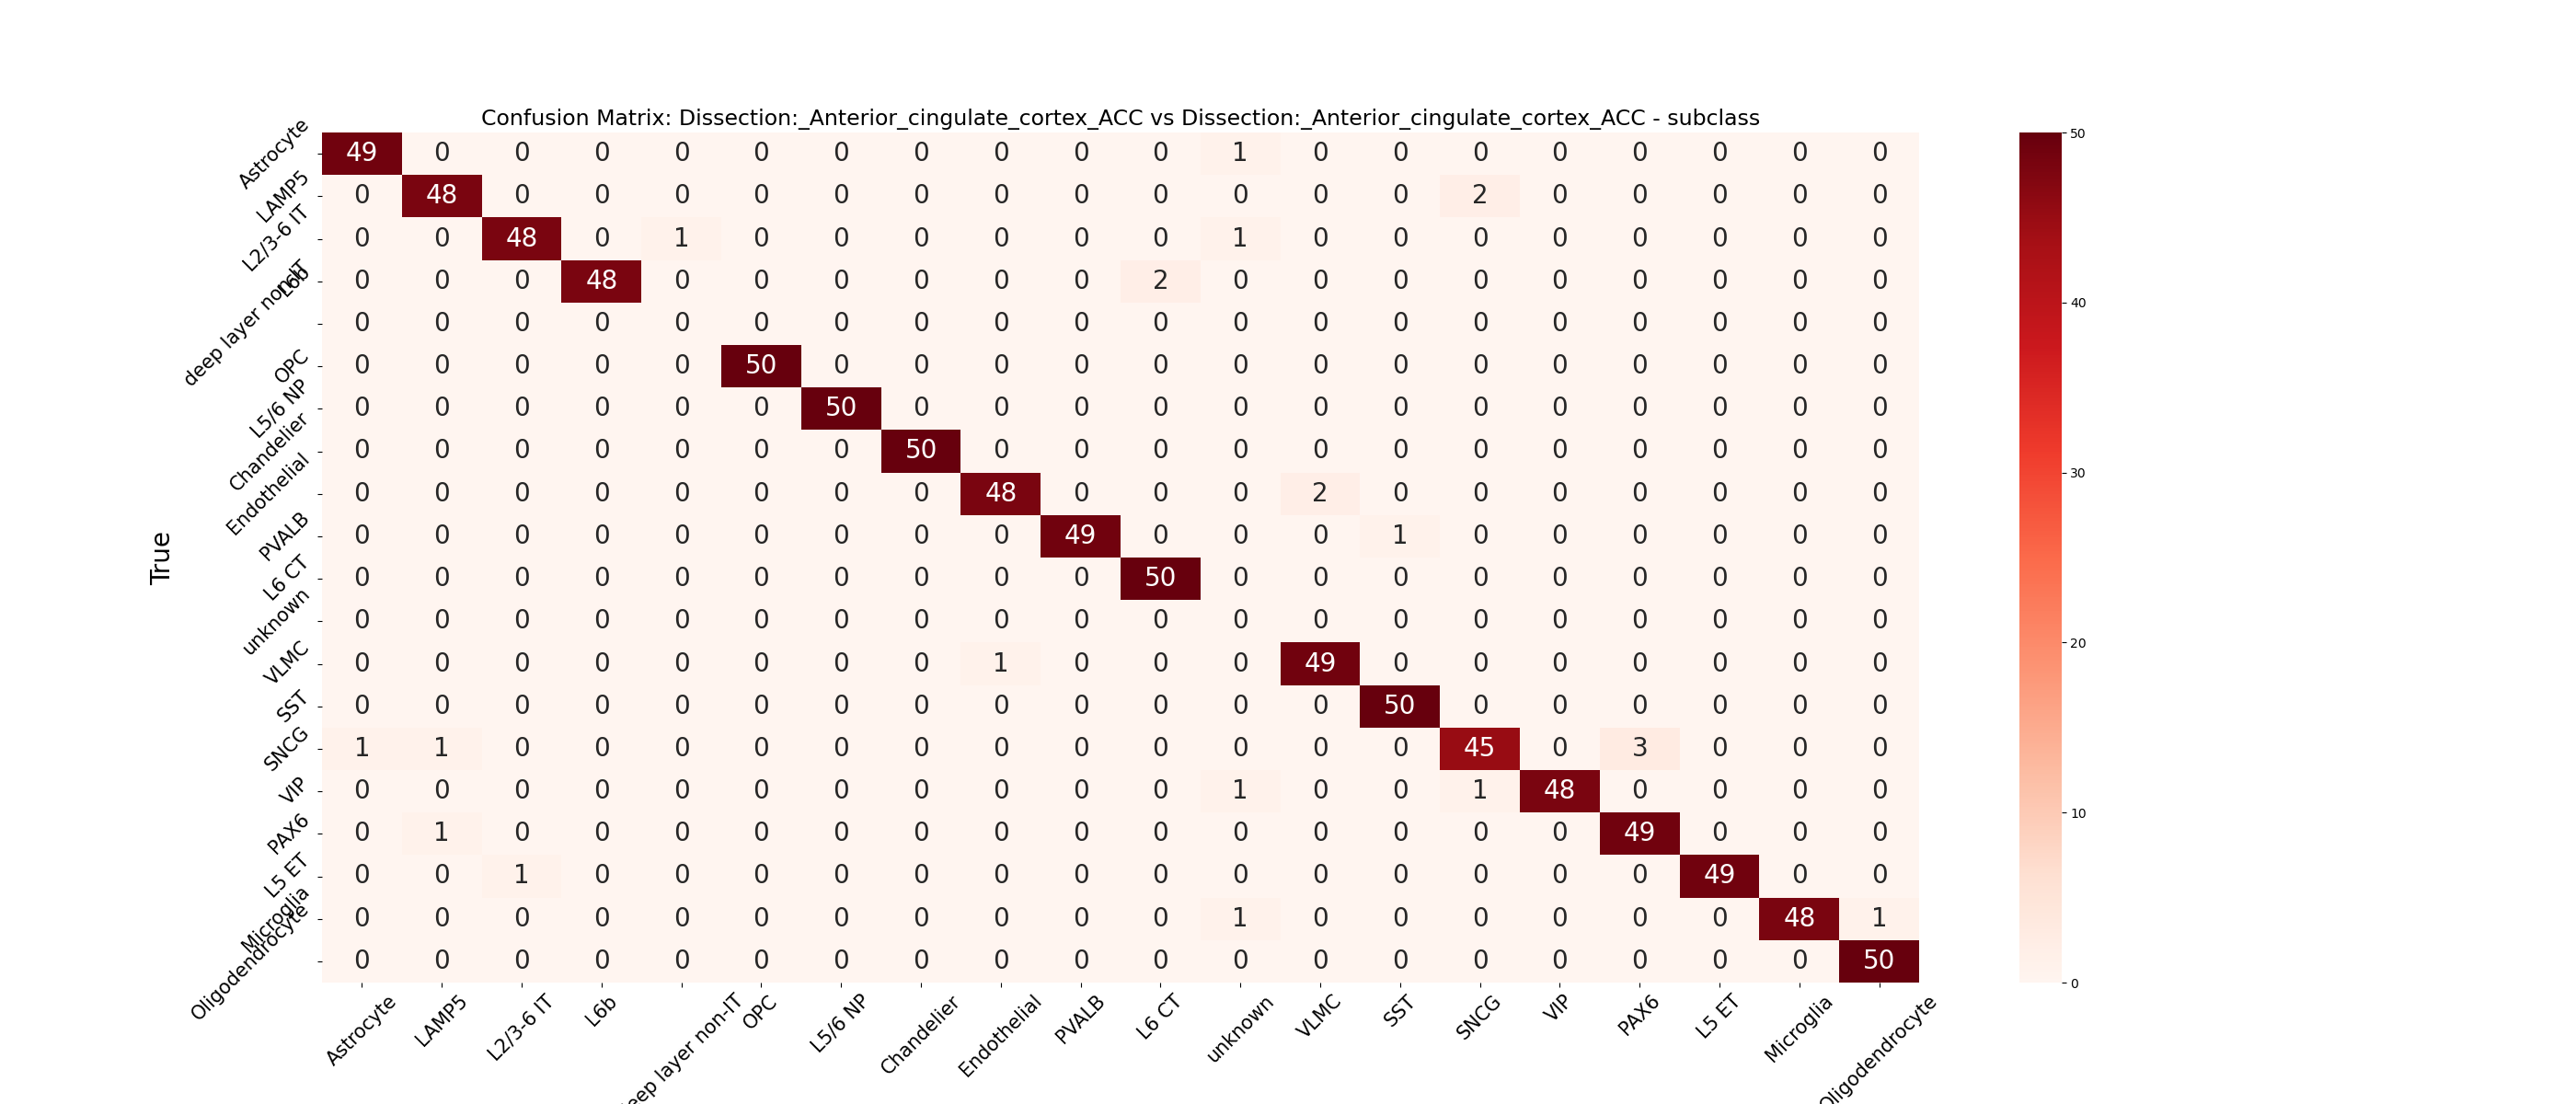 Confusion Matrix: Dissection:_Anterior_cingulate_cortex_ACC vs Dissection:_Anterior_cingulate_cortex_ACC - subclass
True
Astrocyte 49 0 0 0 0 0 0 0 0 0 0 1 0 0 0 0 0 0 0 0
LAMP5 0 48 0 0 0 0 0 0 0 0 0 0 0 0 2 0 0 0 0 0
L2/3-6 IT 0 0 48 0 1 0 0 0 0 0 0 1 0 0 0 0 0 0 0 0
L6b 0 0 0 48 0 0 0 0 0 0 2 0 0 0 0 0 0 0 0 0
deep layer non-IT 0 0 0 0 0 0 0 0 0 0 0 0 0 0 0 0 0 0 0 0
OPC 0 0 0 0 0 50 0 0 0 0 0 0 0 0 0 0 0 0 0 0
L5/6 NP 0 0 0 0 0 0 50 0 0 0 0 0 0 0 0 0 0 0 0 0
Chandelier 0 0 0 0 0 0 0 50 0 0 0 0 0 0 0 0 0 0 0 0
Endothelial 0 0 0 0 0 0 0 0 48 0 0 0 2 0 0 0 0 0 0 0
PVALB 0 0 0 0 0 0 0 0 0 49 0 0 0 1 0 0 0 0 0 0
L6 CT 0 0 0 0 0 0 0 0 0 0 50 0 0 0 0 0 0 0 0 0
unknown 0 0 0 0 0 0 0 0 0 0 0 0 0 0 0 0 0 0 0 0
VLMC 0 0 0 0 0 0 0 0 1 0 0 0 49 0 0 0 0 0 0 0
SST 0 0 0 0 0 0 0 0 0 0 0 0 0 50 0 0 0 0 0 0
SNCG 1 1 0 0 0 0 0 0 0 0 0 0 0 0 45 0 3 0 0 0
VIP 0 0 0 0 0 0 0 0 0 0 0 1 0 0 1 48 0 0 0 0
PAX6 0 1 0 0 0 0 0 0 0 0 0 0 0 0 0 0 49 0 0 0
L5 ET 0 0 1 0 0 0 0 0 0 0 0 0 0 0 0 0 0 49 0 0
Microglia 0 0 0 0 0 0 0 0 0 0 0 1 0 0 0 0 0 0 48 1
Oligodendrocyte 0 0 0 0 0 0 0 0 0 0 0 0 0 0 0 0 0 0 0 50
Astrocyte LAMP5 L2/3-6 IT L6b eep layer non-IT OPC L5/6 NP Chandelier Endothelial PVALB L6 CT unknown VLMC SST SNCG VIP PAX6 L5 ET Microglia Oligodendrocyte
50
40
30
20
10
0